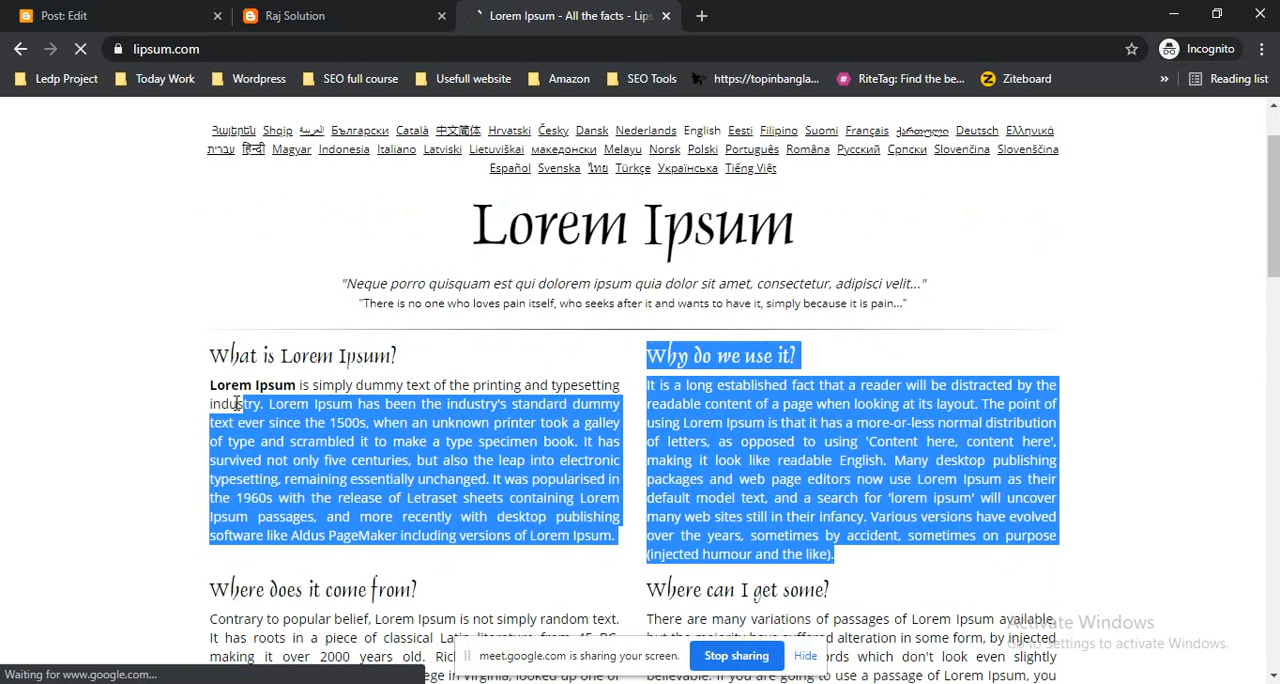 Post: Edit
Raj Solution
Lorem Ipsum - All the facts - Lips
lipsum.com
Incognito
Ledp Project
Today Work
Wordpress
SEO full course
Usefull website
Amazon
SEO Tools
https://topinbangla...
RiteTag: Find the be...
Ziteboard
»
Reading list
Հայերեն Shqip العربية Български Català 中文简体 Hrvatski Česky Dansk Nederlands English Eesti Filipino Suomi Français ქართული Deutsch Ελληνικά
עברית हिन्दी Magyar Indonesia Italiano Latviski Lietuviškai македонски Melayu Norsk Polski Português Româna Русский Српски Slovenčina Slovenščina
Español Svenska ไทย Türkçe Українська Tiếng Việt
Lorem Ipsum
"Neque porro quisquam est qui dolorem ipsum quia dolor sit amet, consectetur, adipisci velit..."
"There is no one who loves pain itself, who seeks after it and wants to have it, simply because it is pain..."
What is Lorem Ipsum?
Lorem Ipsum is simply dummy text of the printing and typesetting
industry. Lorem Ipsum has been the industry's standard dummy
text ever since the 1500s, when an unknown printer took a galley
of type and scrambled it to make a type specimen book. It has
survived not only five centuries, but also the leap into electronic
typesetting, remaining essentially unchanged. It was popularised in
the 1960s with the release of Letraset sheets containing Lorem
Ipsum passages, and more recently with desktop publishing
software like Aldus PageMaker including versions of Lorem Ipsum.
Why do we use it?
It is a long established fact that a reader will be distracted by the
readable content of a page when looking at its layout. The point of
using Lorem Ipsum is that it has a more-or-less normal distribution
of letters, as opposed to using 'Content here, content here',
making it look like readable English. Many desktop publishing
packages and web page editors now use Lorem Ipsum as their
default model text, and a search for 'lorem ipsum' will uncover
many web sites still in their infancy. Various versions have evolved
over the years, sometimes by accident, sometimes on purpose
(injected humour and the like).
Where does it come from?
Contrary to popular belief, Lorem Ipsum is not simply random text.
It has roots in a piece of classical Latin literature from 45 BC,
making it over 2000 years old. Ric
ege in Virginia, looked up one of
Where can I get some?
There are many variations of passages of Lorem Ipsum available,
but the majority have suffered alteration in some form, by injected
ords which don't look even slightly
believable. If you are going to use a passage of Lorem Ipsum, you
Activate Windows
Go to Settings to activate Windows.
meet.google.com is sharing your screen.
Stop sharing
Hide
Waiting for www.google.com...